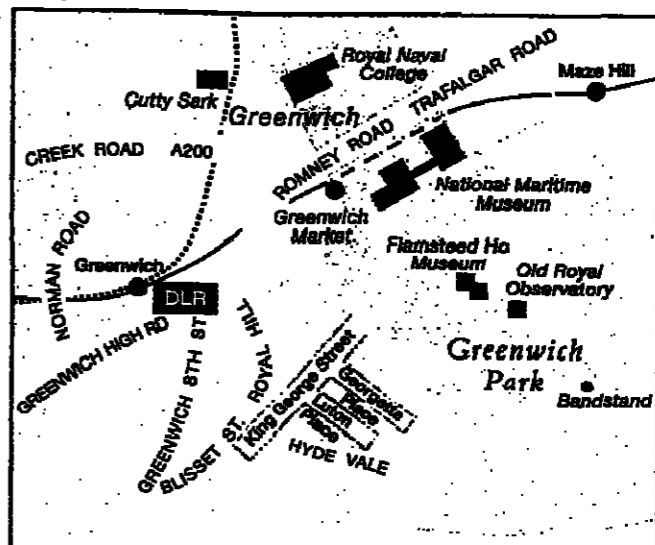 Royal Naval
College
TRAFALGAR ROAD
Maze Hill
Cutty Sark
Greenwich
CREEK ROAD A200
ROMNEY ROAD
National Maritime
Museum
Greenwich
Market
NORMAN ROAD
Greenwich
Flamsteed Ho
Museum
Old Royal
Observatory
DLR
GREENWICH HIGH RD
GREENWICH STH ST
ROYAL HILL
King George Street
Georgette
Place
Luton
Place
Greenwich
Park
Bandstand
BLISSET ST
HYDE VALE